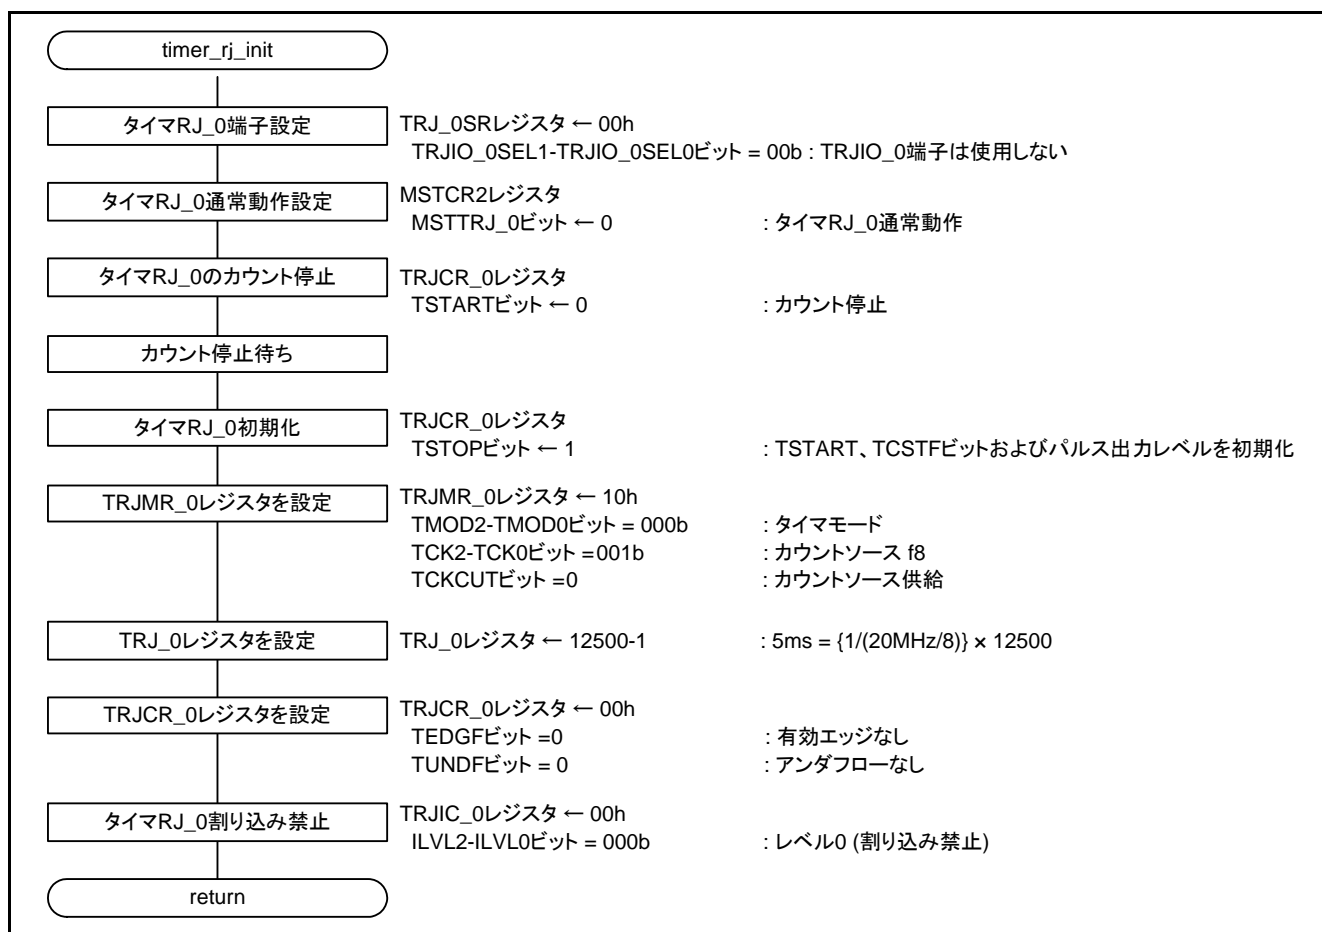 timer_rj_init
タイマRJ_0端子設定
TRJ_0SRレジスタ ← 00h
TRJIO_0SEL1-TRJIO_0SEL0ビット = 00b : TRJIO_0端子は使用しない
タイマRJ_0通常動作設定
MSTCR2レジスタ
MSTTRJ_0ビット ← 0 : タイマRJ_0通常動作
タイマRJ_0のカウント停止
TRJCR_0レジスタ
TSTARTビット ← 0 : カウント停止
カウント停止待ち
タイマRJ_0初期化
TRJCR_0レジスタ
TSTOPビット ← 1 : TSTART、TCSTFビットおよびパルス出力レベルを初期化
TRJMR_0レジスタを設定
TRJMR_0レジスタ ← 10h
TMOD2-TMOD0ビット = 000b : タイマモード
TCK2-TCK0ビット =001b : カウントソース f8
TCKCUTビット =0 : カウントソース供給
TRJ_0レジスタを設定
TRJ_0レジスタ ← 12500-1 : 5ms = {1/(20MHz/8)} × 12500
TRJCR_0レジスタを設定
TRJCR_0レジスタ ← 00h
TEDGFビット =0 : 有効エッジなし
TUNDFビット = 0 : アンダフローなし
タイマRJ_0割り込み禁止
TRJIC_0レジスタ ← 00h
ILVL2-ILVL0ビット = 000b : レベル0 (割り込み禁止)
return